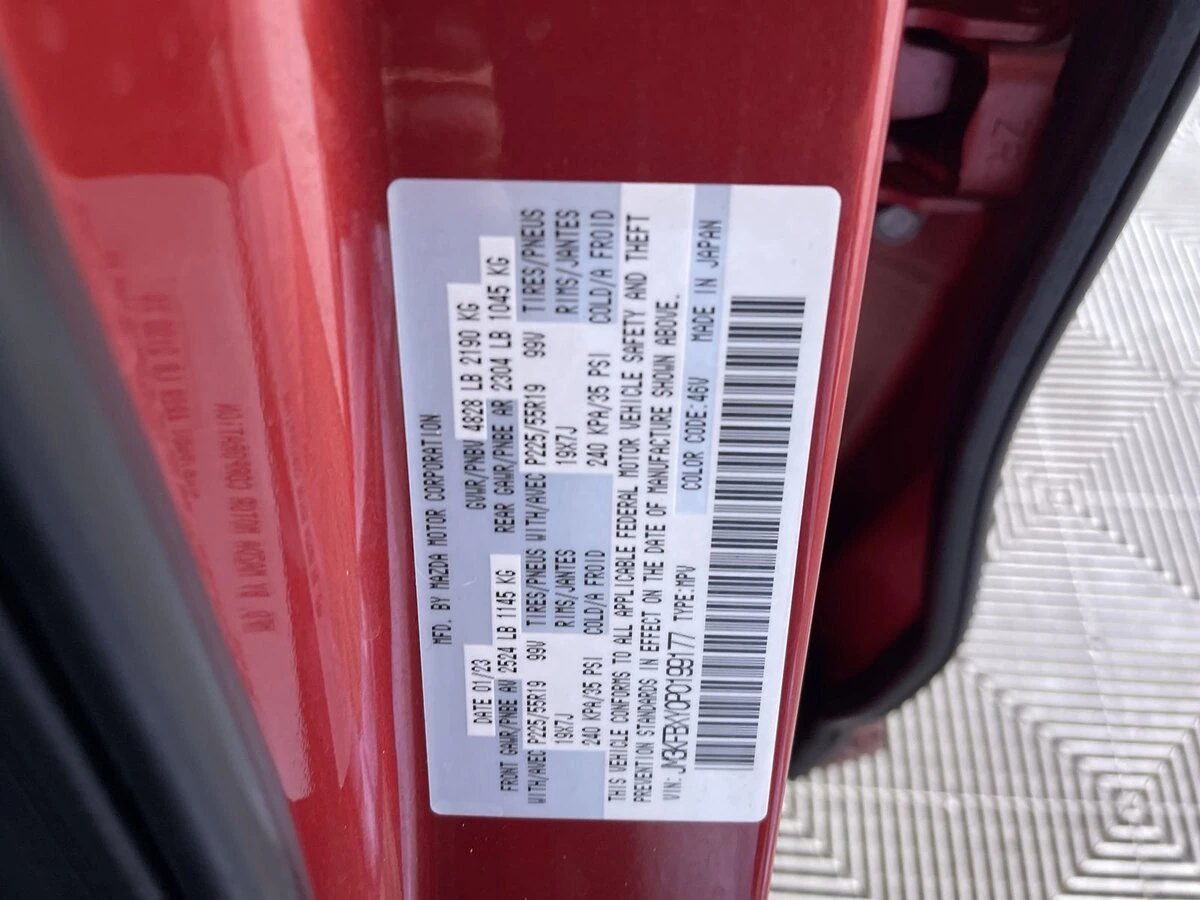 MFD. BY MAZDA MOTOR CORPORATION
DATE 01/23 GVWR/PNBV 4828 LB 2190 KG
FRONT GAWR/PNBE AV 2524 LB 1145 KG REAR GAWR/PNBE AR 2304 LB 1045 KG
WITH/AVEC P225/55R19 99V TIRES/PNEUS WITH/AVEC P225/55R19 99V TIRES/PNEUS
19X7J RIMS/JANTES 19X7J RIMS/JANTES
240 KPA/35 PSI COLD/A FROID 240 KPA/35 PSI COLD/A FROID
THIS VEHICLE CONFORMS TO ALL APPLICABLE FEDERAL MOTOR VEHICLE SAFETY AND THEFT
PREVENTION STANDARDS IN EFFECT ON THE DATE OF MANUFACTURE SHOWN ABOVE.
VIN: JM3KFBXY0P0199177 TYPE:MPV COLOR CODE:46V MADE IN JAPAN